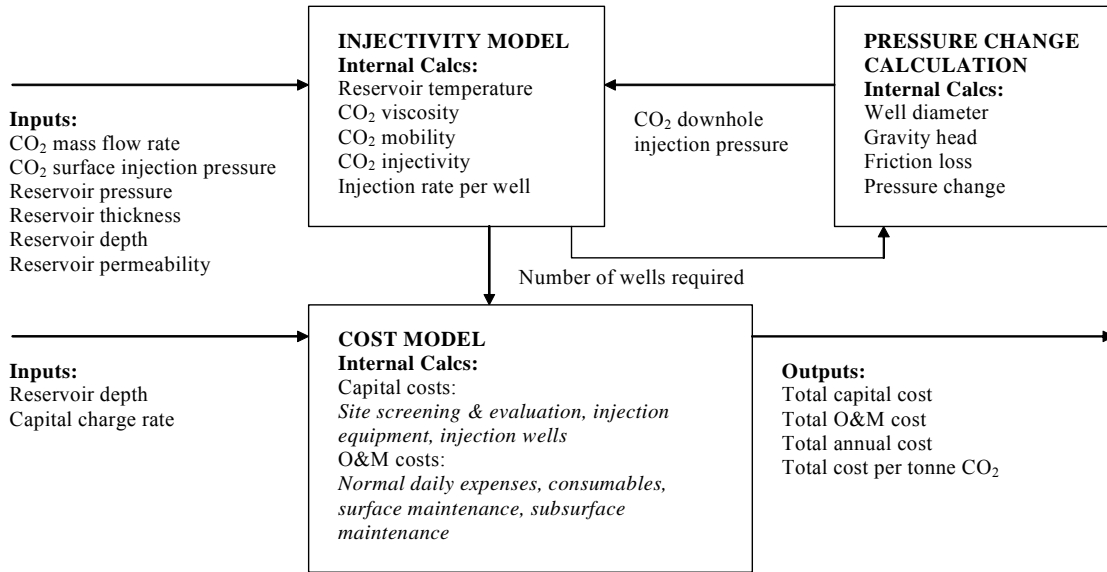 INJECTIVITY MODEL
Internal Calcs:
Reservoir temperature
CO₂ viscosity
CO₂ mobility
CO₂ injectivity
Injection rate per well
PRESSURE CHANGE
CALCULATION
Internal Calcs:
Well diameter
Gravity head
Friction loss
Pressure change
Inputs:
CO₂ mass flow rate
CO₂ surface injection pressure
Reservoir pressure
Reservoir thickness
Reservoir depth
Reservoir permeability
CO₂ downhole
injection pressure
Number of wells required
COST MODEL
Internal Calcs:
Capital costs:
Site screening & evaluation, injection
equipment, injection wells
O&M costs:
Normal daily expenses, consumables,
surface maintenance, subsurface
maintenance
Inputs:
Reservoir depth
Capital charge rate
Outputs:
Total capital cost
Total O&M cost
Total annual cost
Total cost per tonne CO₂